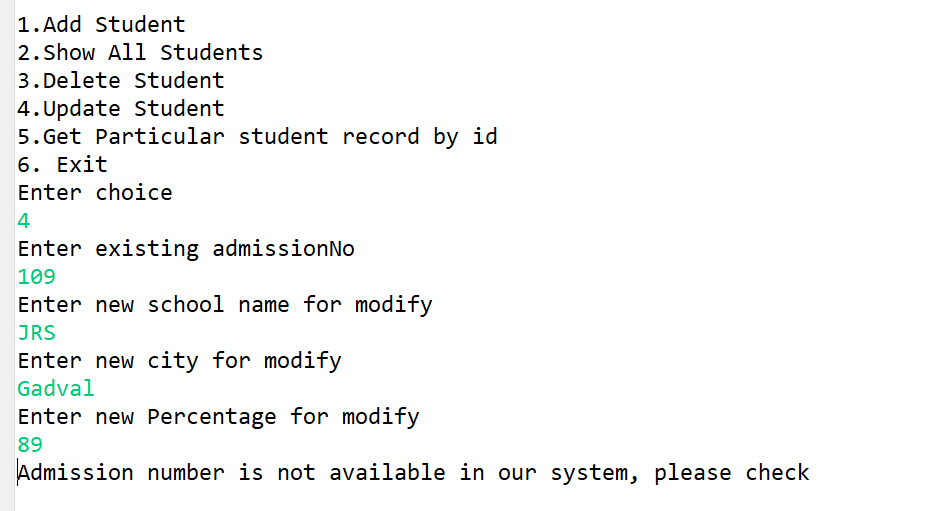 1.Add Student
2.Show All Students
3.Delete Student
4.Update Student
5.Get Particular student record by id
6. Exit
Enter choice
4
Enter existing admissionNo
109
Enter new school name for modify
JRS
Enter new city for modify
Gadval
Enter new Percentage for modify
89
Admission number is not available in our system, please check